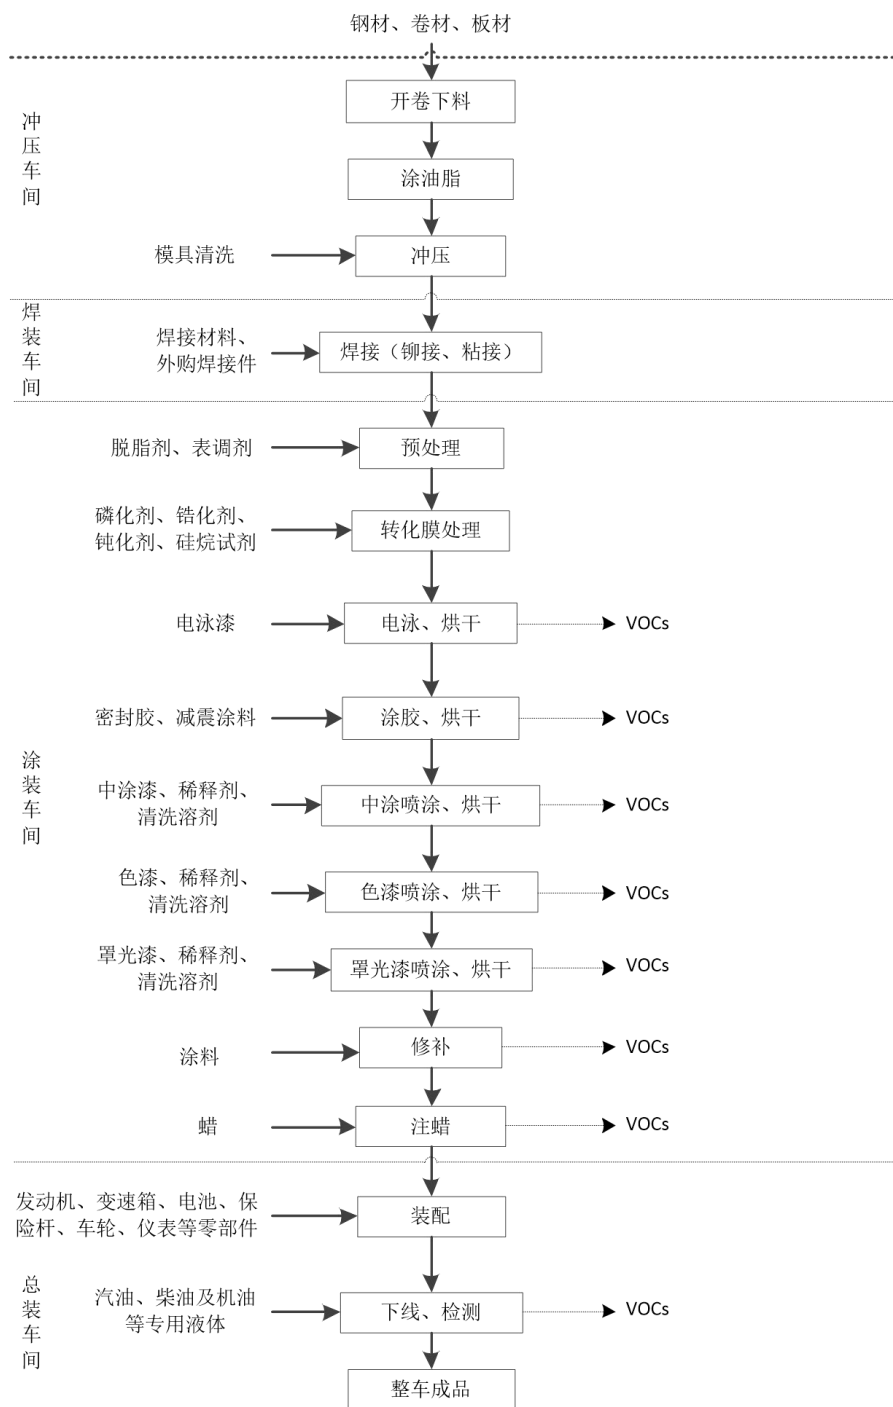 钢材、卷材、板材
冲压车间
开卷下料
涂油脂
模具清洗
冲压
焊装车间
焊接材料、
外购焊接件
焊接（铆接、粘接）
涂装车间
脱脂剂、表调剂
预处理
磷化剂、锆化剂、
钝化剂、硅烷试剂
转化膜处理
电泳漆
电泳、烘干
VOCs
密封胶、减震涂料
涂胶、烘干
VOCs
中涂漆、稀释剂、
清洗溶剂
中涂喷涂、烘干
VOCs
色漆、稀释剂、
清洗溶剂
色漆喷涂、烘干
VOCs
罩光漆、稀释剂、
清洗溶剂
罩光漆喷涂、烘干
VOCs
涂料
修补
VOCs
蜡
注蜡
VOCs
总装车间
发动机、变速箱、电池、保
险杆、车轮、仪表等零部件
装配
汽油、柴油及机油
等专用液体
下线、检测
VOCs
整车成品